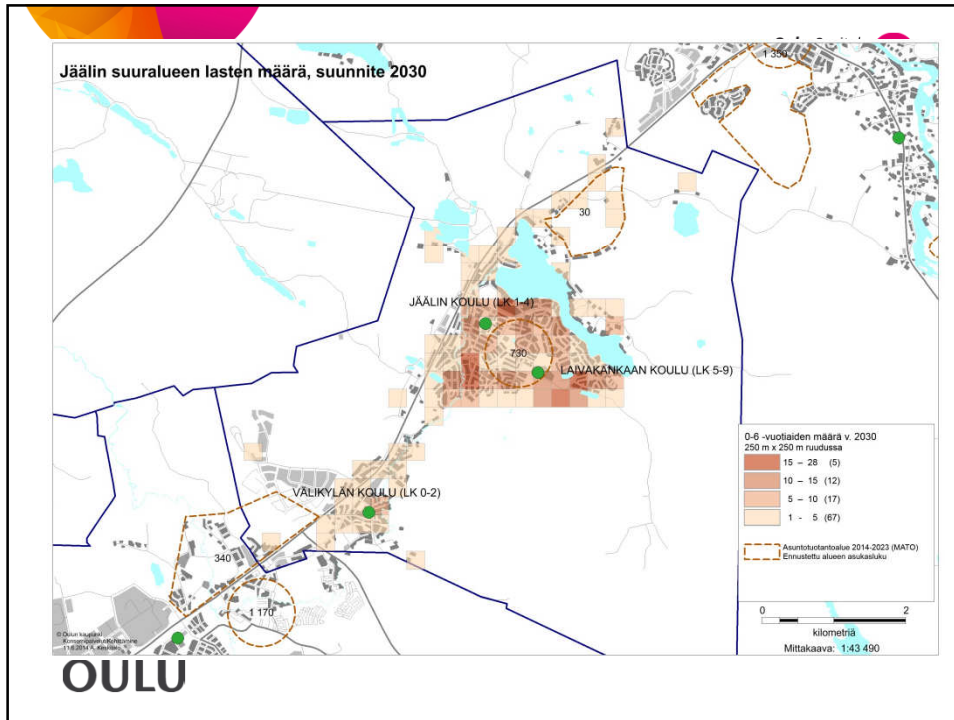 Jäälin suuralueen lasten määrä, suunnite 2030
1 350
30
JÄÄLIN KOULU (LK 1-4)
730
LAIVAKANKAAN KOULU (LK 5-9)
VÄLIKYLÄN KOULU (LK 0-2)
340
1 170
0-6 -vuotiaiden määrä v. 2030
250 m x 250 m ruudussa
15 – 28 (5)
10 – 15 (12)
5 – 10 (17)
1 - 5 (67)
Asuntotuotantoalue 2014-2023 (MATO)
Ennustettu alueen asukasluku
0 2
kilometriä
Mittakaava: 1:43 490
© Oulun kaupunki
OULU